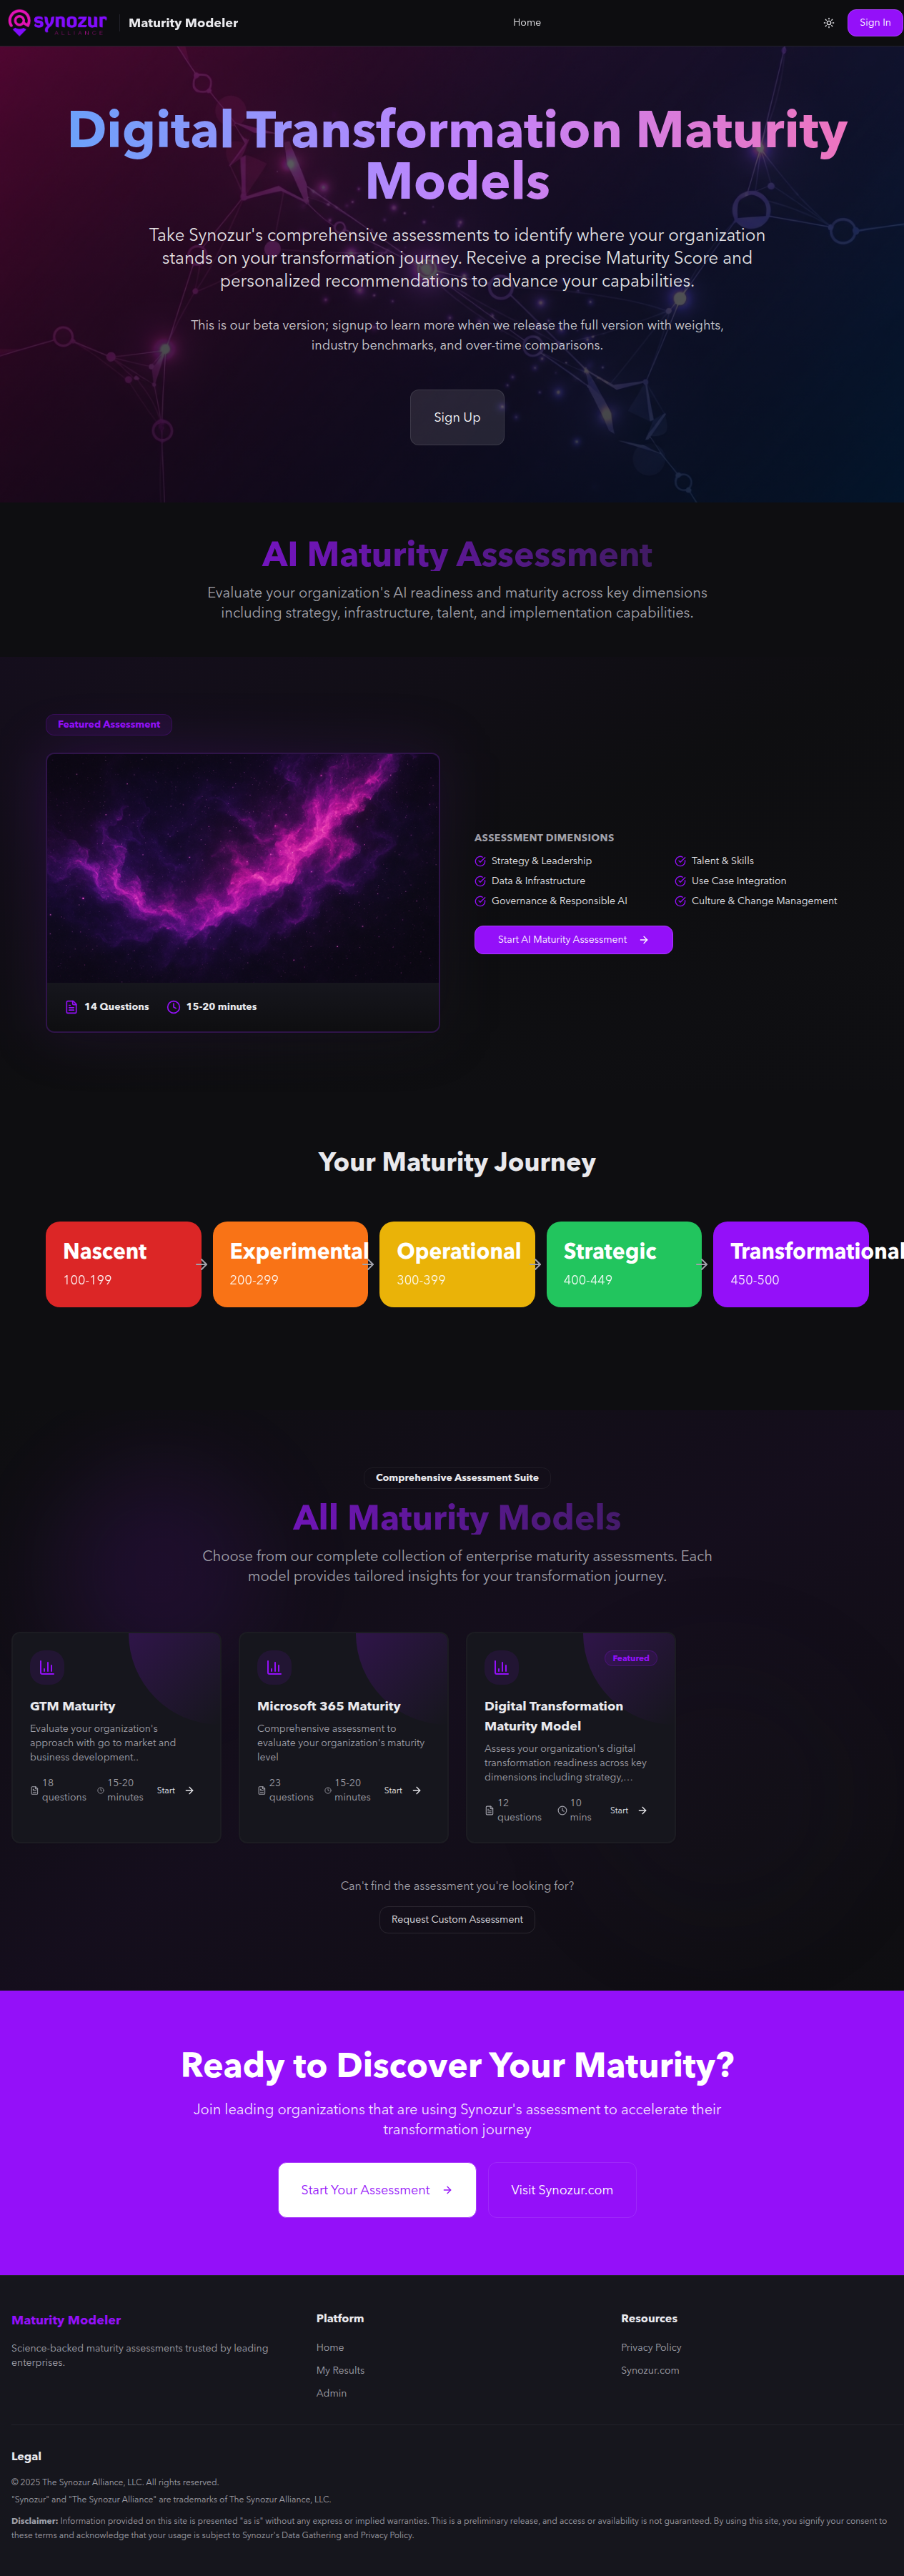 synozur
ALLIANCE
Maturity Modeler
Home
Sign In
Digital Transformation Maturity
Models
Take Synozur's comprehensive assessments to identify where your organization
stands on your transformation journey. Receive a precise Maturity Score and
personalized recommendations to advance your capabilities.
This is our beta version; signup to learn more when we release the full version with weights,
industry benchmarks, and over-time comparisons.
Sign Up
AI Maturity Assessment
Evaluate your organization's AI readiness and maturity across key dimensions
including strategy, infrastructure, talent, and implementation capabilities.
Featured Assessment
14 Questions
15-20 minutes
ASSESSMENT DIMENSIONS
Strategy & Leadership
Talent & Skills
Data & Infrastructure
Use Case Integration
Governance & Responsible AI
Culture & Change Management
Start AI Maturity Assessment
Your Maturity Journey
Nascent
100-199
Experimental
200-299
Operational
300-399
Strategic
400-449
Transformational
450-500
Comprehensive Assessment Suite
All Maturity Models
Choose from our complete collection of enterprise maturity assessments. Each
model provides tailored insights for your transformation journey.
GTM Maturity
Evaluate your organization's
approach with go to market and
business development..
18
questions
15-20
minutes
Start
Microsoft 365 Maturity
Comprehensive assessment to
evaluate your organization's maturity
level
23
questions
15-20
minutes
Start
Featured
Digital Transformation
Maturity Model
Assess your organization's digital
transformation readiness across key
dimensions including strategy,...
12
questions
10
mins
Start
Can't find the assessment you're looking for?
Request Custom Assessment
Ready to Discover Your Maturity?
Join leading organizations that are using Synozur's assessment to accelerate their
transformation journey
Start Your Assessment
Visit Synozur.com
Maturity Modeler
Science-backed maturity assessments trusted by leading
enterprises.
Platform
Home
My Results
Admin
Resources
Privacy Policy
Synozur.com
Legal
© 2025 The Synozur Alliance, LLC. All rights reserved.
"Synozur" and "The Synozur Alliance" are trademarks of The Synozur Alliance, LLC.
Disclaimer: Information provided on this site is presented "as is" without any express or implied warranties. This is a preliminary release, and access or availability is not guaranteed. By using this site, you signify your consent to
these terms and acknowledge that your usage is subject to Synozur's Data Gathering and Privacy Policy.